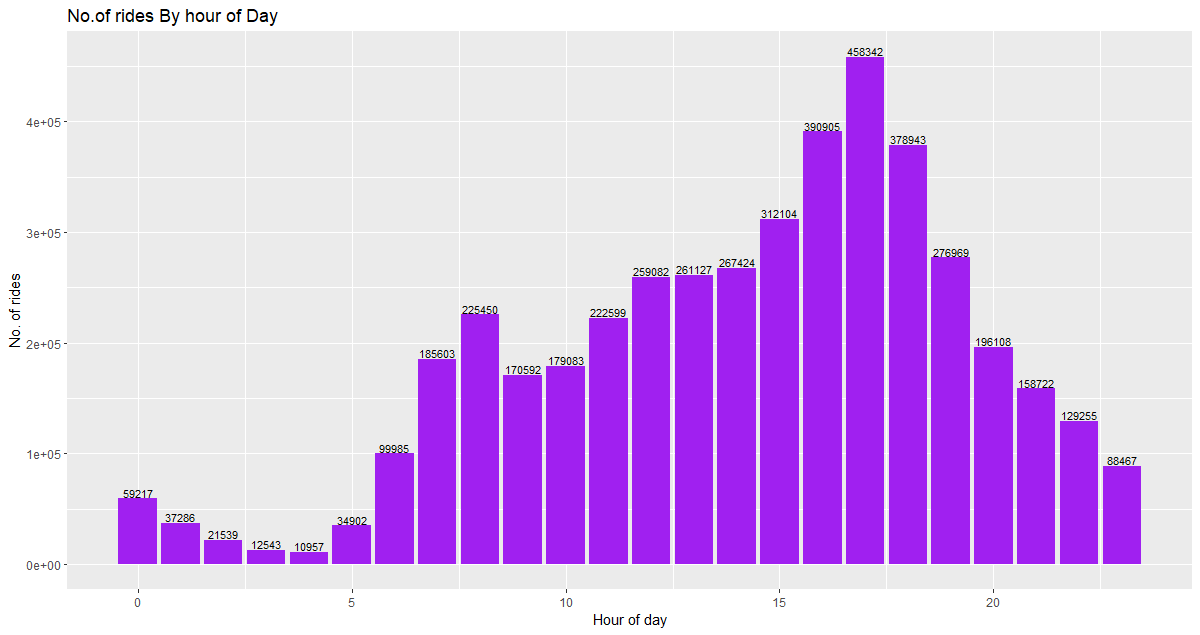 No.of rides By hour of Day
No. of rides
4e+05
3e+05
2e+05
1e+05
0e+00
59217
37286
21539
12543
10957
34902
99985
185603
225450
170592
179083
222599
259082
261127
267424
312104
390905
458342
378943
276969
196108
158722
129255
88467
0 5 10 15 20
Hour of day